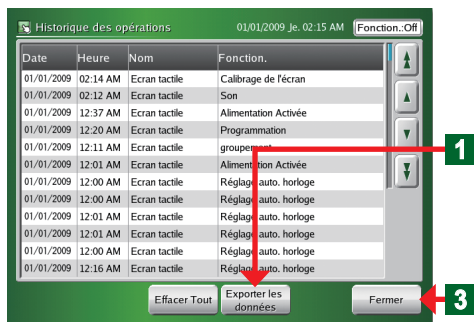 Historique des opérations 01/01/2009 Je. 02:15 AM Fonction.:Off
Date Heure Nom Fonction.
01/01/2009 02:14 AM Ecran tactile Calibrage de l'écran
01/01/2009 02:12 AM Ecran tactile Son
01/01/2009 12:37 AM Ecran tactile Alimentation Activée
01/01/2009 12:20 AM Ecran tactile Programmation
01/01/2009 12:11 AM Ecran tactile groupement
01/01/2009 12:01 AM Ecran tactile Alimentation Activée
01/01/2009 12:00 AM Ecran tactile Réglage auto. horloge
01/01/2009 12:00 AM Ecran tactile Réglage auto. horloge
01/01/2009 12:01 AM Ecran tactile Réglage auto. horloge
01/01/2009 12:01 AM Ecran tactile Réglage auto. horloge
01/01/2009 12:00 AM Ecran tactile Réglage auto. horloge
01/01/2009 12:16 AM Ecran tactile Réglage auto. horloge
1
Effacer Tout
Exporter les
données
Fermer
3